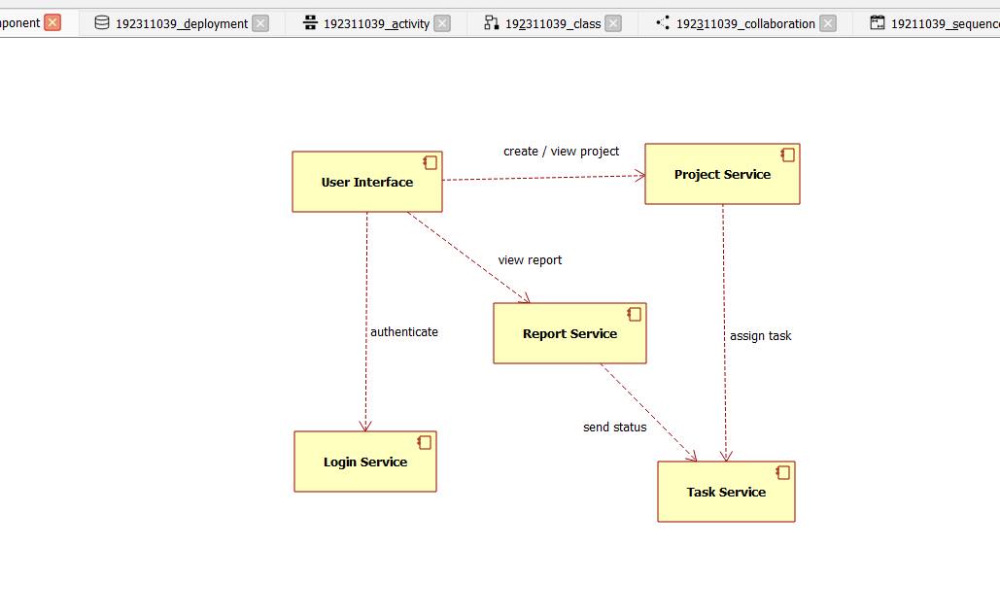 ponent
192311039_deployment
192311039_activity
192311039_class
192311039_collaboration
19211039_sequenc
create / view project
User Interface
Project Service
view report
Report Service
authenticate
assign task
send status
Login Service
Task Service